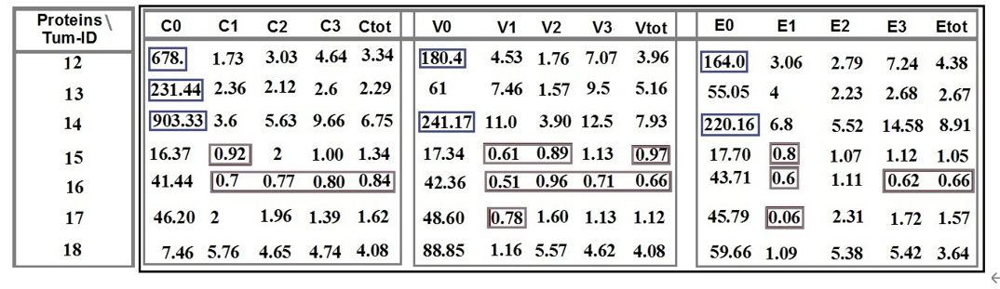 Proteins \ C0 C1 C2 C3 Ctot V0 V1 V2 V3 Vtot E0 E1 E2 E3 Etot
Tum-ID
12 678. 1.73 3.03 4.64 3.34 180.4 4.53 1.76 7.07 3.96 164.0 3.06 2.79 7.24 4.38
13 231.44 2.36 2.12 2.6 2.29 61 7.46 1.57 9.5 5.16 55.05 4 2.23 2.68 2.67
14 903.33 3.6 5.63 9.66 6.75 241.17 11.0 3.90 12.5 7.93 220.16 6.8 5.52 14.58 8.91
15 16.37 0.92 2 1.00 1.34 17.34 0.61 0.89 1.13 0.97 17.70 0.8 1.07 1.12 1.05
16 41.44 0.7 0.77 0.80 0.84 42.36 0.51 0.96 0.71 0.66 43.71 0.6 1.11 0.62 0.66
17 46.20 2 1.96 1.39 1.62 48.60 0.78 1.60 1.13 1.12 45.79 0.06 2.31 1.72 1.57
18 7.46 5.76 4.65 4.74 4.08 88.85 1.16 5.57 4.62 4.08 59.66 1.09 5.38 5.42 3.64